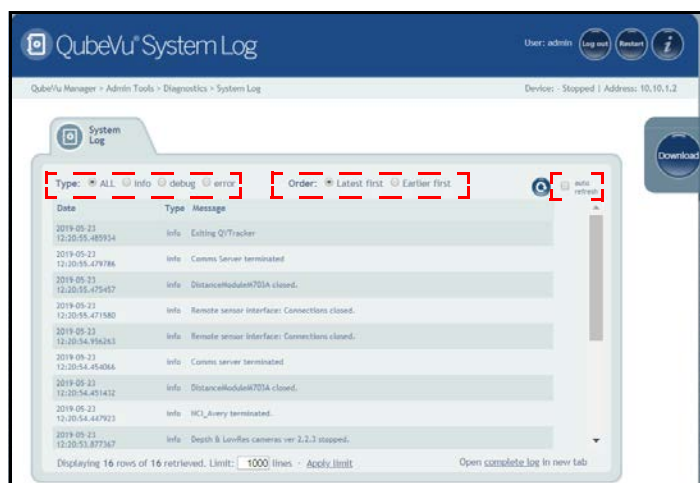 QubeVu® System Log
User: admin Log out Restart i
QubeVu Manager > Admin Tools > Diagnostics > System Log
Device: - Stopped | Address: 10.10.1.2
System Log
Download
Type: ALL info debug error
Order: Latest first Earlier first
auto refresh
Date Type Message
2019-05-23 12:20:55.485934 info Exiting QVTracker
2019-05-23 12:20:55.479786 info Comms Server terminated
2019-05-23 12:20:55.475457 info DistanceModuleM703A closed.
2019-05-23 12:20:55.471580 info Remote sensor interface: Connections closed.
2019-05-23 12:20:54.956263 info Remote sensor interface: Connections closed.
2019-05-23 12:20:54.454066 info Comms server terminated
2019-05-23 12:20:54.451432 info DistanceModuleM703A closed.
2019-05-23 12:20:54.447923 info NCI_Avery terminated.
2019-05-23 12:20:53.877367 info Depth & LowRes cameras ver 2.2.3 stopped.
Displaying 16 rows of 16 retrieved. Limit: 1000 lines - Apply limit
Open complete log in new tab